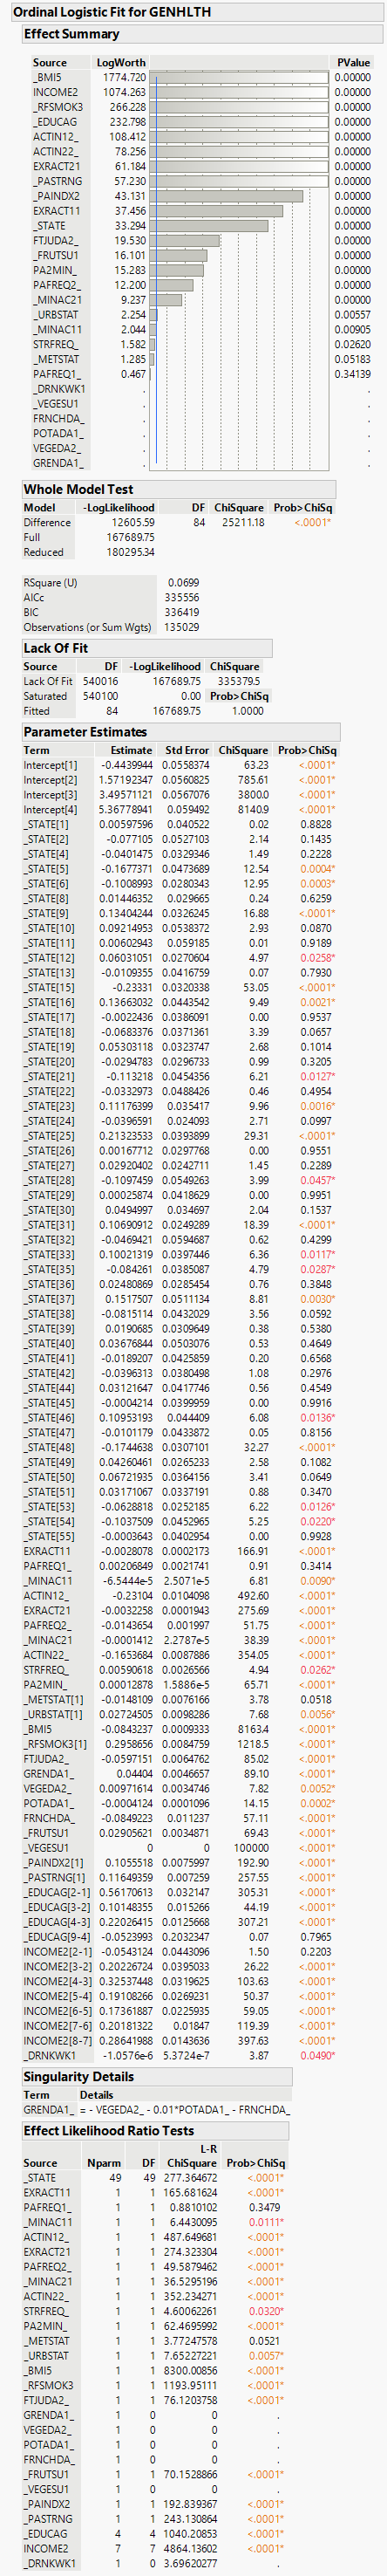 Ordinal Logistic Fit for GENHLTH
Effect Summary
Source LogWorth PValue
_BMI5 1774.720 0.00000
INCOME2 1074.263 0.00000
_RFSMOK3 266.228 0.00000
_EDUCAG 232.798 0.00000
ACTIN12_ 108.412 0.00000
ACTIN22_ 78.256 0.00000
EXRACT21 61.184 0.00000
_PASTRNG 57.230 0.00000
_PAINDX2 43.131 0.00000
EXRACT11 37.456 0.00000
_STATE 33.294 0.00000
FTJUDA2_ 19.530 0.00000
_FRUTSU1 16.101 0.00000
PA2MIN_ 15.283 0.00000
PAFREQ2_ 12.200 0.00000
_MINAC21 9.237 0.00000
_URBSTAT 2.254 0.00557
_MINAC11 2.044 0.00905
STRFREQ_ 1.582 0.02620
_METSTAT 1.285 0.05183
PAFREQ1_ 0.467 0.34139
_DRNKWK1 . .
_VEGESU1 . .
FRNCHDA_ . .
POTADA1_ . .
VEGEDA2_ . .
GRENDA1_ . .
Whole Model Test
Model -LogLikelihood DF ChiSquare Prob>ChiSq
Difference 12605.59 84 25211.18 <.0001*
Full 167689.75
Reduced 180295.34
RSquare (U) 0.0699
AICc 335556
BIC 336419
Observations (or Sum Wgts) 135029
Lack Of Fit
Source DF -LogLikelihood ChiSquare
Lack Of Fit 540016 167689.75 335379.5
Saturated 540100 0.00 Prob>ChiSq
Fitted 84 167689.75 1.0000
Parameter Estimates
Term Estimate Std Error ChiSquare Prob>ChiSq
Intercept[1] -0.4439944 0.0558374 63.23 <.0001*
Intercept[2] 1.57192347 0.0560825 785.61 <.0001*
Intercept[3] 3.49571121 0.0567076 3800.0 <.0001*
Intercept[4] 5.36778941 0.059492 8140.9 <.0001*
_STATE[1] 0.00597596 0.040522 0.02 0.8828
_STATE[2] -0.077105 0.0527103 2.14 0.1435
_STATE[4] -0.0401475 0.0329346 1.49 0.2228
_STATE[5] -0.1677371 0.0473689 12.54 0.0004*
_STATE[6] -0.1008993 0.0280343 12.95 0.0003*
_STATE[8] 0.01446352 0.029665 0.24 0.6259
_STATE[9] 0.13404244 0.0326245 16.88 <.0001*
_STATE[10] 0.09214953 0.0538372 2.93 0.0870
_STATE[11] 0.00602943 0.059185 0.01 0.9189
_STATE[12] 0.06031051 0.0270604 4.97 0.0258*
_STATE[13] -0.0109355 0.0416759 0.07 0.7930
_STATE[15] -0.23331 0.0320338 53.05 <.0001*
_STATE[16] 0.13663032 0.0443542 9.49 0.0021*
_STATE[17] -0.0022436 0.0386091 0.00 0.9537
_STATE[18] -0.0683376 0.0371361 3.39 0.0657
_STATE[19] 0.05303118 0.0323747 2.68 0.1014
_STATE[20] -0.0294783 0.0296733 0.99 0.3205
_STATE[21] -0.113218 0.0454356 6.21 0.0127*
_STATE[22] -0.0332973 0.0488426 0.46 0.4954
_STATE[23] 0.11176399 0.035417 9.96 0.0016*
_STATE[24] -0.0396591 0.024093 2.71 0.0997
_STATE[25] 0.21323533 0.0393899 29.31 <.0001*
_STATE[26] 0.00167712 0.0297768 0.00 0.9551
_STATE[27] 0.02920402 0.0242711 1.45 0.2289
_STATE[28] -0.1097459 0.0549263 3.99 0.0457*
_STATE[29] 0.00025874 0.0418629 0.00 0.9951
_STATE[30] 0.0494997 0.034697 2.04 0.1537
_STATE[31] 0.10690912 0.0249289 18.39 <.0001*
_STATE[32] -0.0469421 0.0594687 0.62 0.4299
_STATE[33] 0.10021319 0.0397446 6.36 0.0117*
_STATE[35] -0.084261 0.0385087 4.79 0.0287*
_STATE[36] 0.02480869 0.0285454 0.76 0.3848
_STATE[37] 0.1517507 0.0511134 8.81 0.0030*
_STATE[38] -0.0815114 0.0432029 3.56 0.0592
_STATE[39] 0.0190685 0.0309649 0.38 0.5380
_STATE[40] 0.03676844 0.0503076 0.53 0.4649
_STATE[41] -0.0189207 0.0425859 0.20 0.6568
_STATE[42] -0.0396313 0.0380498 1.08 0.2976
_STATE[44] 0.03121647 0.0417746 0.56 0.4549
_STATE[45] -0.0004214 0.0399959 0.00 0.9916
_STATE[46] 0.10953193 0.044409 6.08 0.0136*
_STATE[47] -0.0101179 0.0433872 0.05 0.8156
_STATE[48] -0.1744638 0.0307101 32.27 <.0001*
_STATE[49] 0.04260461 0.0265233 2.58 0.1082
_STATE[50] 0.06721935 0.0364156 3.41 0.0649
_STATE[51] 0.03171067 0.0337191 0.88 0.3470
_STATE[53] -0.0628818 0.0252185 6.22 0.0126*
_STATE[54] -0.1037509 0.0452965 5.25 0.0220*
_STATE[55] -0.0003643 0.0402954 0.00 0.9928
EXRACT11 -0.0028078 0.0002173 166.91 <.0001*
PAFREQ1_ 0.00206849 0.0021741 0.91 0.3414
_MINAC11 -6.5444e-5 2.5071e-5 6.81 0.0090*
ACTIN12_ -0.23104 0.0104098 492.60 <.0001*
EXRACT21 -0.0032258 0.0001943 275.69 <.0001*
PAFREQ2_ -0.0143654 0.001997 51.75 <.0001*
_MINAC21 -0.0001412 2.2787e-5 38.39 <.0001*
ACTIN22_ -0.1653684 0.0087886 354.05 <.0001*
STRFREQ_ 0.00590618 0.0026566 4.94 0.0262*
PA2MIN_ 0.00012878 1.5886e-5 65.71 <.0001*
_METSTAT[1] -0.0148109 0.0076166 3.78 0.0518
_URBSTAT[1] 0.02724505 0.0098286 7.68 0.0056*
_BMI5 -0.0843237 0.0009333 8163.4 <.0001*
_RFSMOK3[1] 0.2958656 0.0084759 1218.5 <.0001*
FTJUDA2_ -0.0597151 0.0064762 85.02 <.0001*
GRENDA1_ 0.04404 0.0046657 89.10 <.0001*
VEGEDA2_ 0.00971614 0.0034746 7.82 0.0052*
POTADA1_ -0.0004124 0.0001096 14.15 0.0002*
FRNCHDA_ -0.0849223 0.011237 57.11 <.0001*
_FRUTSU1 0.02905621 0.0034871 69.43 <.0001*
_VEGESU1 0 0 100000 <.0001*
_PAINDX2[1] 0.1055518 0.0075997 192.90 <.0001*
_PASTRNG[1] 0.11649359 0.007259 257.55 <.0001*
_EDUCAG[2-1] 0.56170613 0.032147 305.31 <.0001*
_EDUCAG[3-2] 0.10148355 0.015266 44.19 <.0001*
_EDUCAG[4-3] 0.22026415 0.0125668 307.21 <.0001*
_EDUCAG[9-4] -0.0523993 0.2032347 0.07 0.7965
INCOME2[2-1] -0.0543124 0.0443096 1.50 0.2203
INCOME2[3-2] 0.20226724 0.0395033 26.22 <.0001*
INCOME2[4-3] 0.32537448 0.0319625 103.63 <.0001*
INCOME2[5-4] 0.19108266 0.0269231 50.37 <.0001*
INCOME2[6-5] 0.17361887 0.0225935 59.05 <.0001*
INCOME2[7-6] 0.20181322 0.01847 119.39 <.0001*
INCOME2[8-7] 0.28641988 0.0143636 397.63 <.0001*
_DRNKWK1 -1.0576e-6 5.3724e-7 3.87 0.0490*
Singularity Details
Term Details
GRENDA1_ = - VEGEDA2_ - 0.01*POTADA1_ - FRNCHDA_
Effect Likelihood Ratio Tests
L-R
Source Nparm DF ChiSquare Prob>ChiSq
_STATE 49 49 277.364672 <.0001*
EXRACT11 1 1 165.681624 <.0001*
PAFREQ1_ 1 1 0.8810102 0.3479
_MINAC11 1 1 6.4430095 0.0111*
ACTIN12_ 1 1 487.649681 <.0001*
EXRACT21 1 1 274.323304 <.0001*
PAFREQ2_ 1 1 49.5879462 <.0001*
_MINAC21 1 1 36.5295196 <.0001*
ACTIN22_ 1 1 352.234271 <.0001*
STRFREQ_ 1 1 4.60062261 0.0320*
PA2MIN_ 1 1 62.4695992 <.0001*
_METSTAT 1 1 3.77247578 0.0521
_URBSTAT 1 1 7.65227221 0.0057*
_BMI5 1 1 8300.00856 <.0001*
_RFSMOK3 1 1 1193.95111 <.0001*
FTJUDA2_ 1 1 76.1203758 <.0001*
GRENDA1_ 1 0 0 .
VEGEDA2_ 1 0 0 .
POTADA1_ 1 0 0 .
FRNCHDA_ 1 0 0 .
_FRUTSU1 1 1 70.1528866 <.0001*
_VEGESU1 1 0 0 .
_PAINDX2 1 1 192.839367 <.0001*
_PASTRNG 1 1 243.130864 <.0001*
_EDUCAG 4 4 1040.20853 <.0001*
INCOME2 7 7 4864.13602 <.0001*
_DRNKWK1 1 0 3.69620277 .